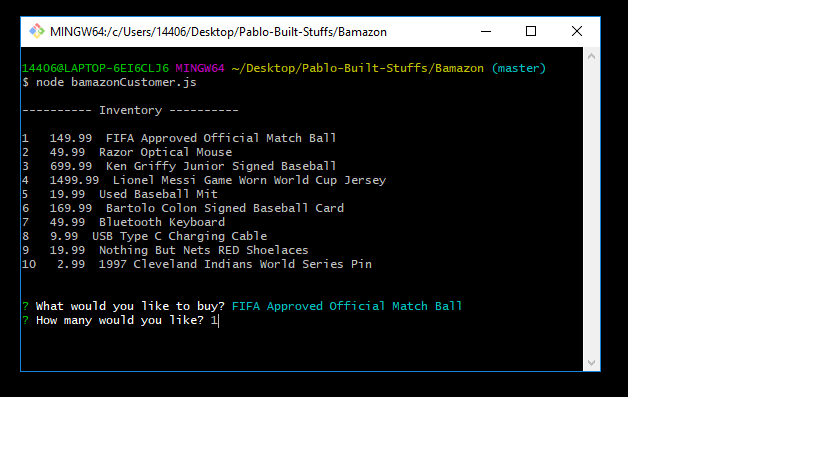 MINGW64:/c/Users/14406/Desktop/Pablo-Built-Stuffs/Bamazon
14406@LAPTOP-6EI6CLJ6 MINGW64 ~/Desktop/Pablo-Built-Stuffs/Bamazon (master)
$ node bamazonCustomer.js
---------- Inventory ----------
1   149.99  FIFA Approved Official Match Ball
2   49.99  Razor Optical Mouse
3   699.99  Ken Griffy Junior Signed Baseball
4   1499.99  Lionel Messi Game Worn World Cup Jersey
5   19.99  Used Baseball Mit
6   169.99  Bartolo Colon Signed Baseball Card
7   49.99  Bluetooth Keyboard
8   9.99  USB Type C Charging Cable
9   19.99  Nothing But Nets RED Shoelaces
10   2.99  1997 Cleveland Indians World Series Pin
? What would you like to buy? FIFA Approved Official Match Ball
? How many would you like? 1